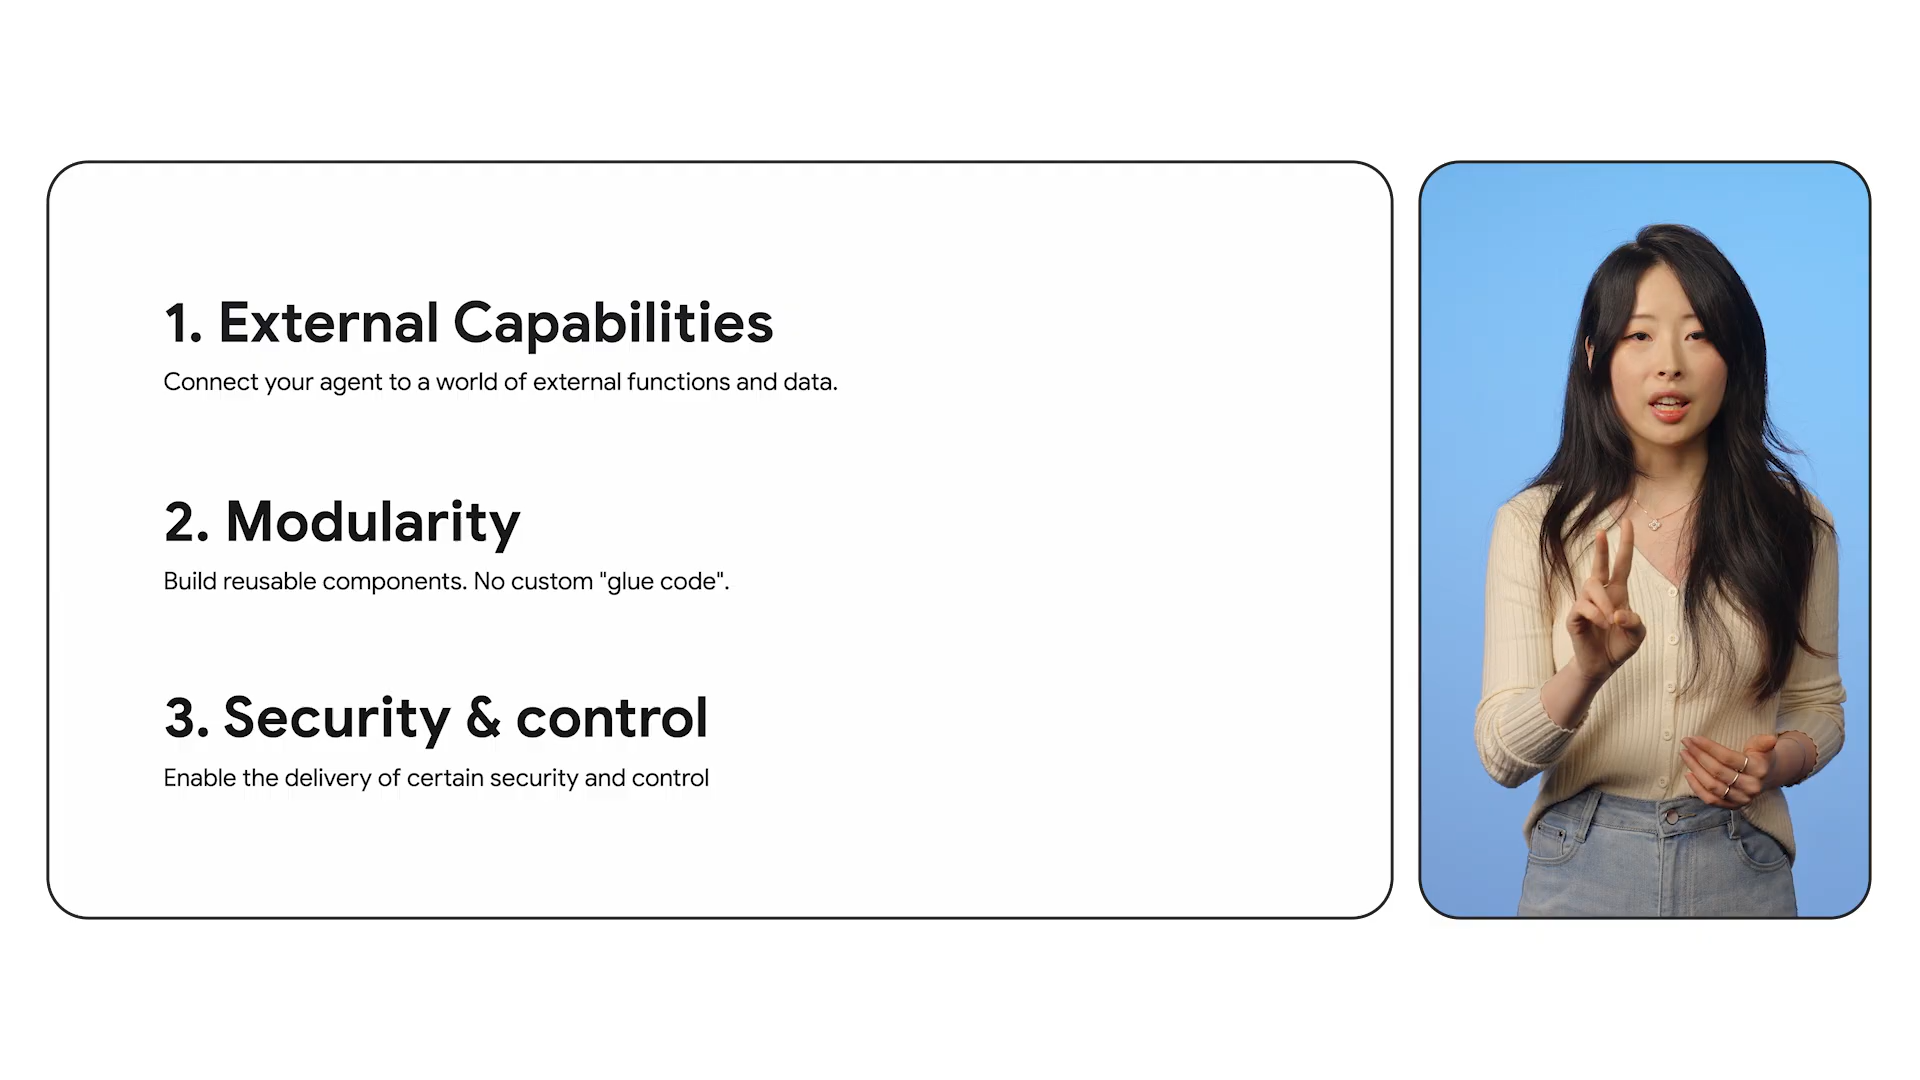 1. External Capabilities
Connect your agent to a world of external functions and data.
2. Modularity
Build reusable components. No custom "glue code".
3. Security & control
Enable the delivery of certain security and control